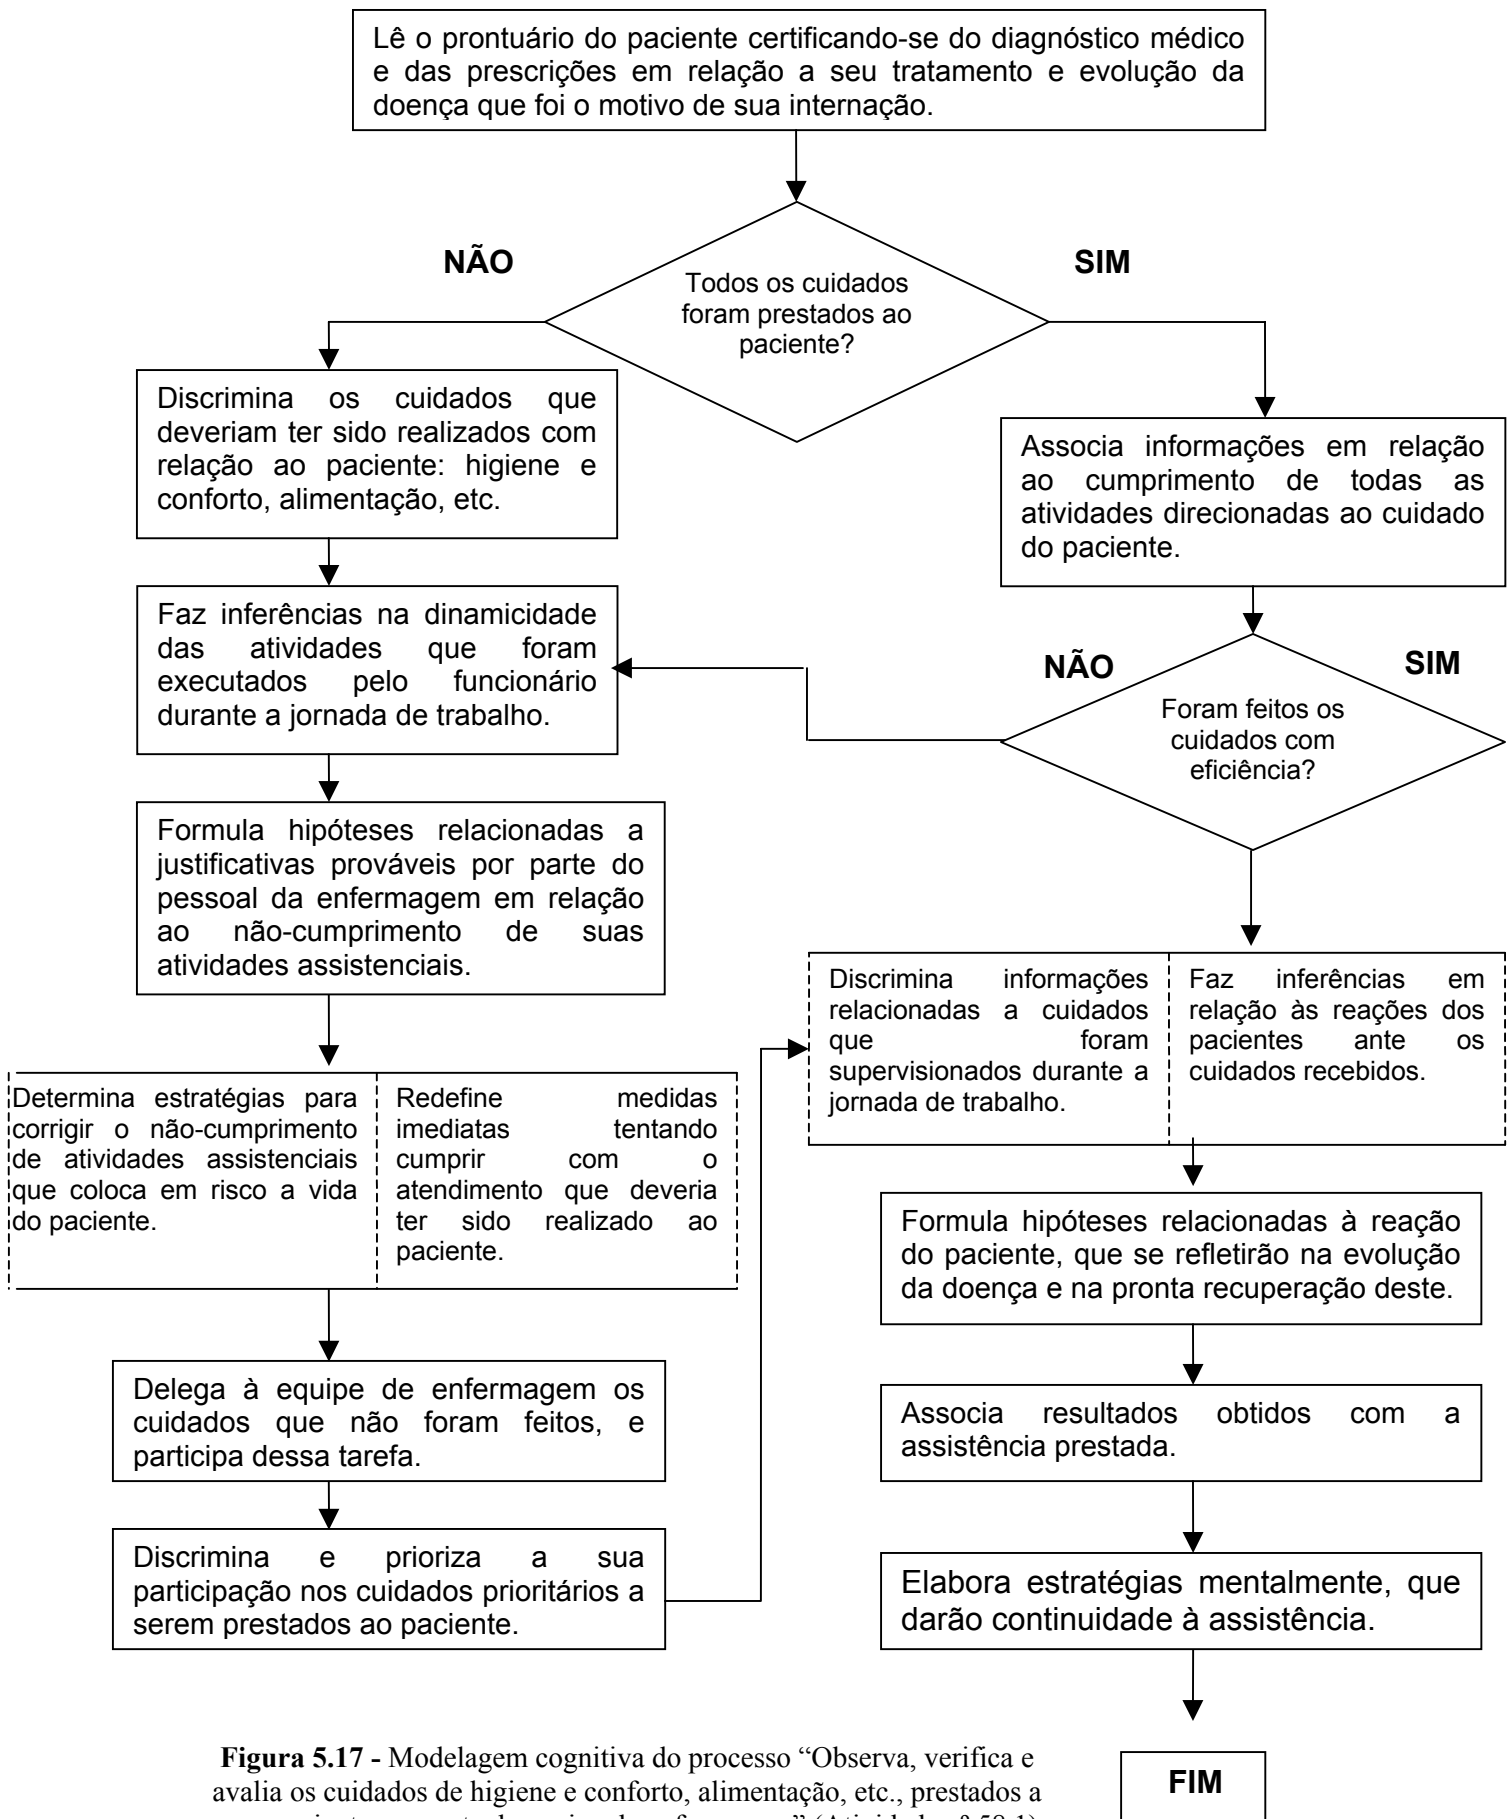 Lê o prontuário do paciente certificando-se do diagnóstico médico
e das prescrições em relação a seu tratamento e evolução da
doença que foi o motivo de sua internação.
NÃO
SIM
Todos os cuidados
foram prestados ao
paciente?
Discrimina os cuidados que
deveriam ter sido realizados com
relação ao paciente: higiene e
conforto, alimentação, etc.
Associa informações em relação
ao cumprimento de todas as
atividades direcionadas ao cuidado
do paciente.
Faz inferências na dinamicidade
das atividades que foram
executados pelo funcionário
durante a jornada de trabalho.
NÃO
SIM
Foram feitos os
cuidados com
eficiência?
Formula hipóteses relacionadas a
justificativas prováveis por parte do
pessoal da enfermagem em relação
ao não-cumprimento de suas
atividades assistenciais.
Discrimina informações
relacionadas a cuidados
que foram
supervisionados durante a
jornada de trabalho.
Faz inferências em
relação às reações dos
pacientes ante os
cuidados recebidos.
Determina estratégias para
corrigir o não-cumprimento
de atividades assistenciais
que coloca em risco a vida
do paciente.
Redefine medidas
imediatas tentando
cumprir com o
atendimento que deveria
ter sido realizado ao
paciente.
Formula hipóteses relacionadas à reação
do paciente, que se refletirão na evolução
da doença e na pronta recuperação deste.
Delega à equipe de enfermagem os
cuidados que não foram feitos, e
participa dessa tarefa.
Associa resultados obtidos com a
assistência prestada.
Discrimina e prioriza a sua
participação nos cuidados prioritários a
serem prestados ao paciente.
Elabora estratégias mentalmente, que
darão continuidade à assistência.
Figura 5.17 - Modelagem cognitiva do processo “Observa, verifica e
avalia os cuidados de higiene e conforto, alimentação, etc., prestados a
FIM